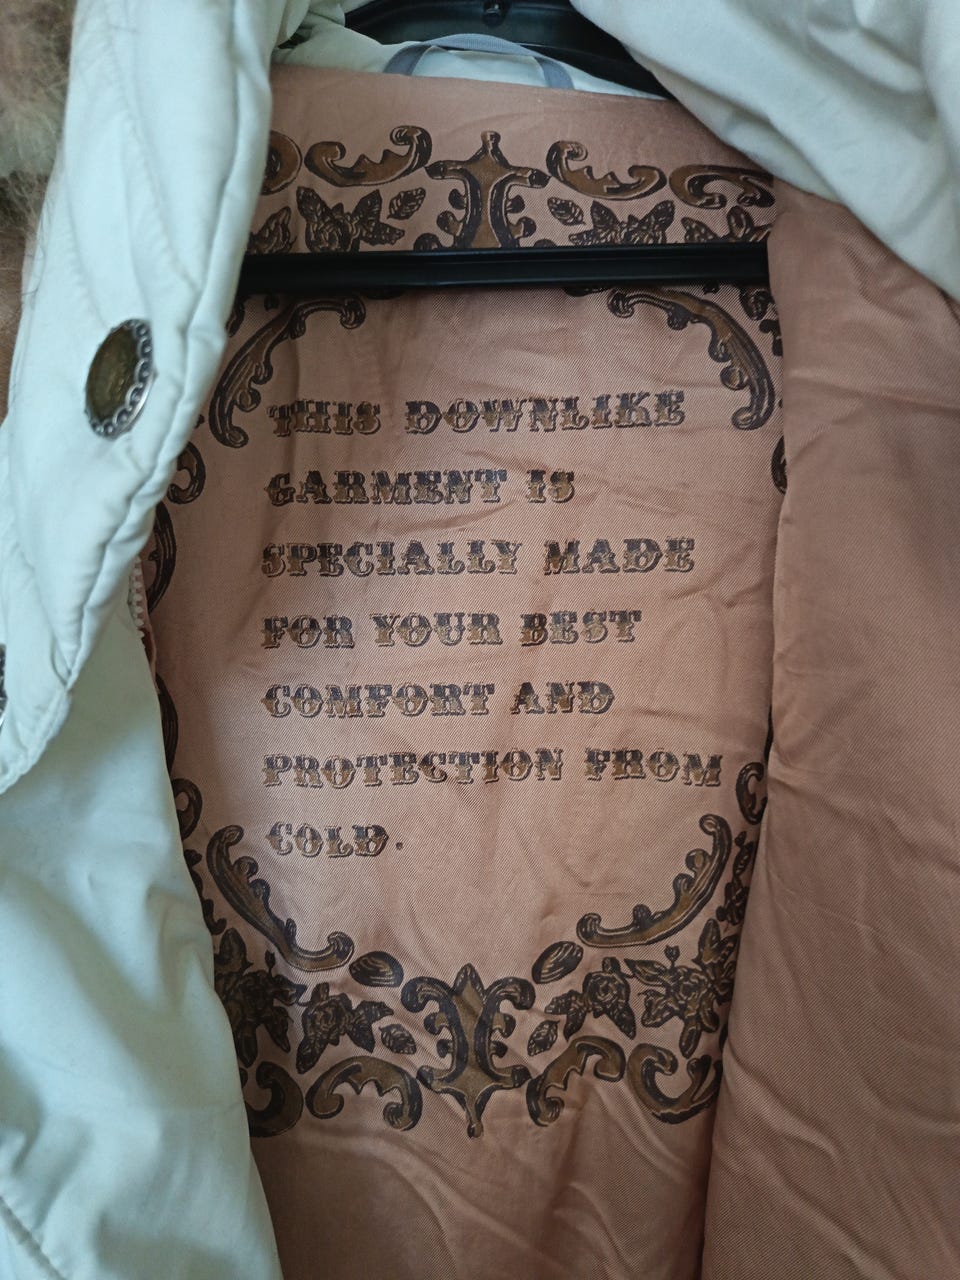 THIS DOWNLIKE
GARMENT IS
SPECIALLY MADE
FOR YOUR BEST
COMFORT AND
PROTECTION FROM
COLD.